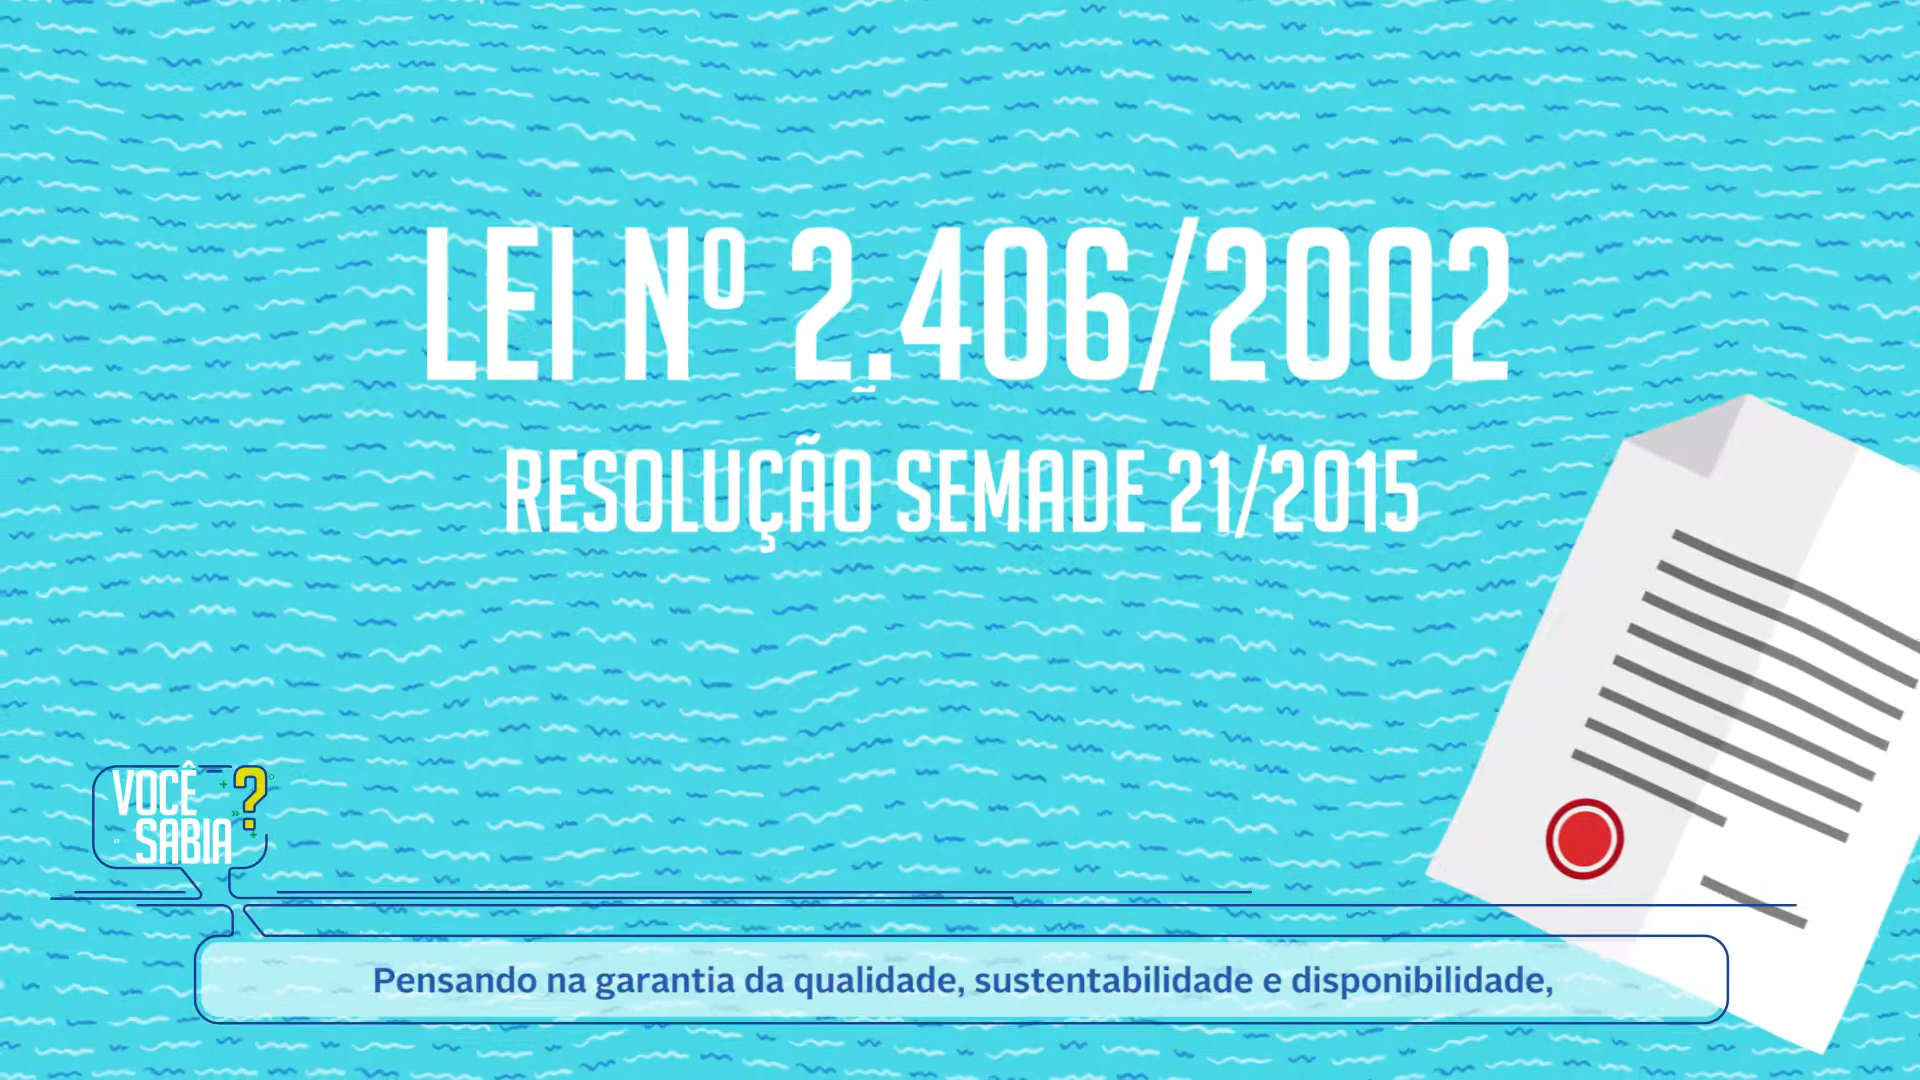 LEI Nº 2.406/2002
RESOLUÇÃO SEMADE 21/2015
VOCÊ
SABIA?
Pensando na garantia da qualidade, sustentabilidade e disponibilidade,